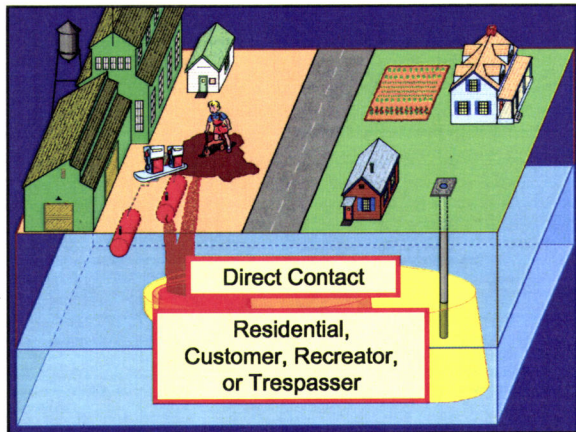 Direct Contact
Residential,
Customer, Recreator,
or Trespasser